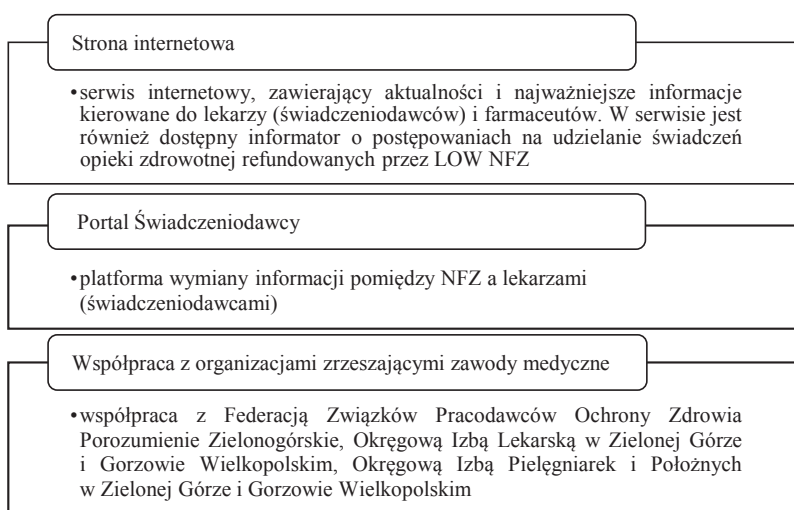 Strona internetowa
•serwis internetowy, zawierający aktualności i najważniejsze informacje
kierowane do lekarzy (świadczeniodawców) i farmaceutów. W serwisie jest
również dostępny informator o postępowaniach na udzielanie świadczeń
opieki zdrowotnej refundowanych przez LOW NFZ
Portal Świadczeniodawcy
•platforma wymiany informacji pomiędzy NFZ a lekarzami
(świadczeniodawcami)
Współpraca z organizacjami zrzeszającymi zawody medyczne
•współpraca z Federacją Związków Pracodawców Ochrony Zdrowia
Porozumienie Zielonogórskie, Okręgową Izbą Lekarską w Zielonej Górze
i Gorzowie Wielkopolskim, Okręgową Izbą Pielęgniarek i Położnych
w Zielonej Górze i Gorzowie Wielkopolskim